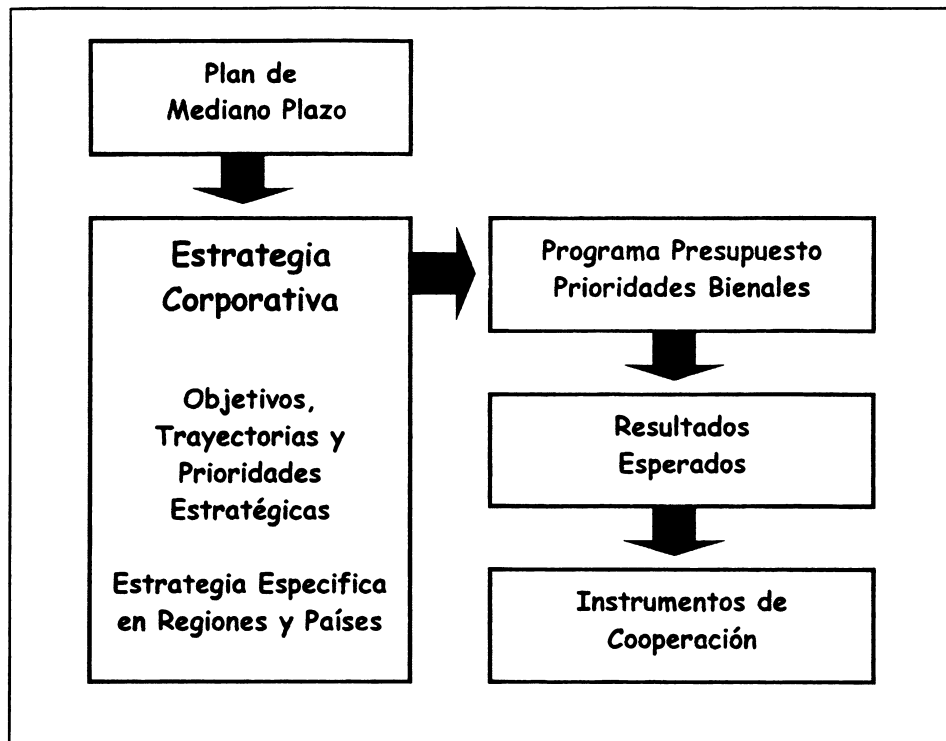 Plan de
Mediano Plazo
Estrategia
Corporativa
Objetivos,
Trayectorias y
Prioridades
Estratégicas
Estrategia Especifica
en Regiones y Países
Programa Presupuesto
Prioridades Bienales
Resultados
Esperados
Instrumentos de
Cooperación